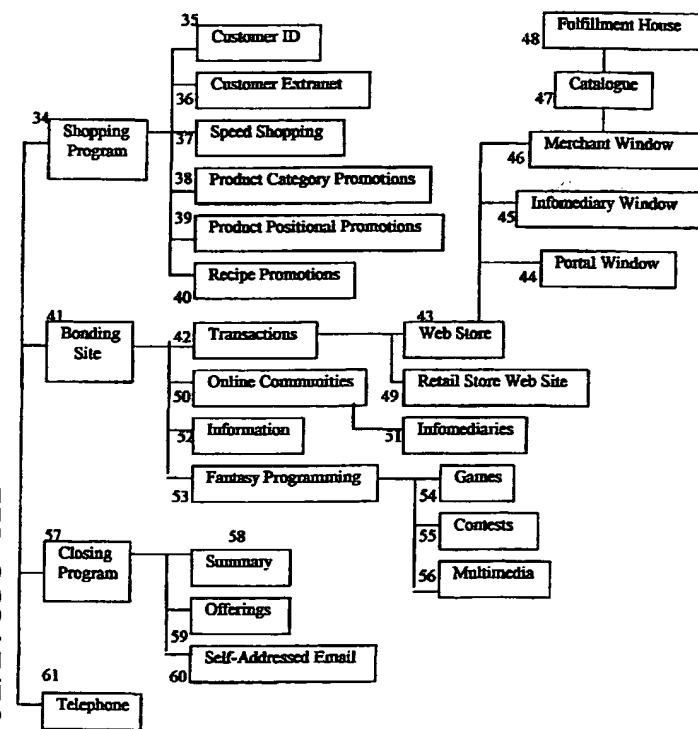 34
Shopping
Program
35
Customer ID
Customer Extranet
36
37
Speed Shopping
38
Product Category Promotions
39
Product Positional Promotions
Recipe Promotions
40
48
Fulfillment House
47
Catalogue
46
Merchant Window
45
Infomediary Window
44
Portal Window
41
Bonding
Site
42
Transactions
43
Web Store
49
Retail Store Web Site
50
Online Communities
51
Infomediaries
52
Information
53
Fantasy Programming
54
Games
55
Contests
56
Multimedia
57
Closing
Program
58
Summary
Offerings
59
Self-Addressed Email
60
61
Telephone